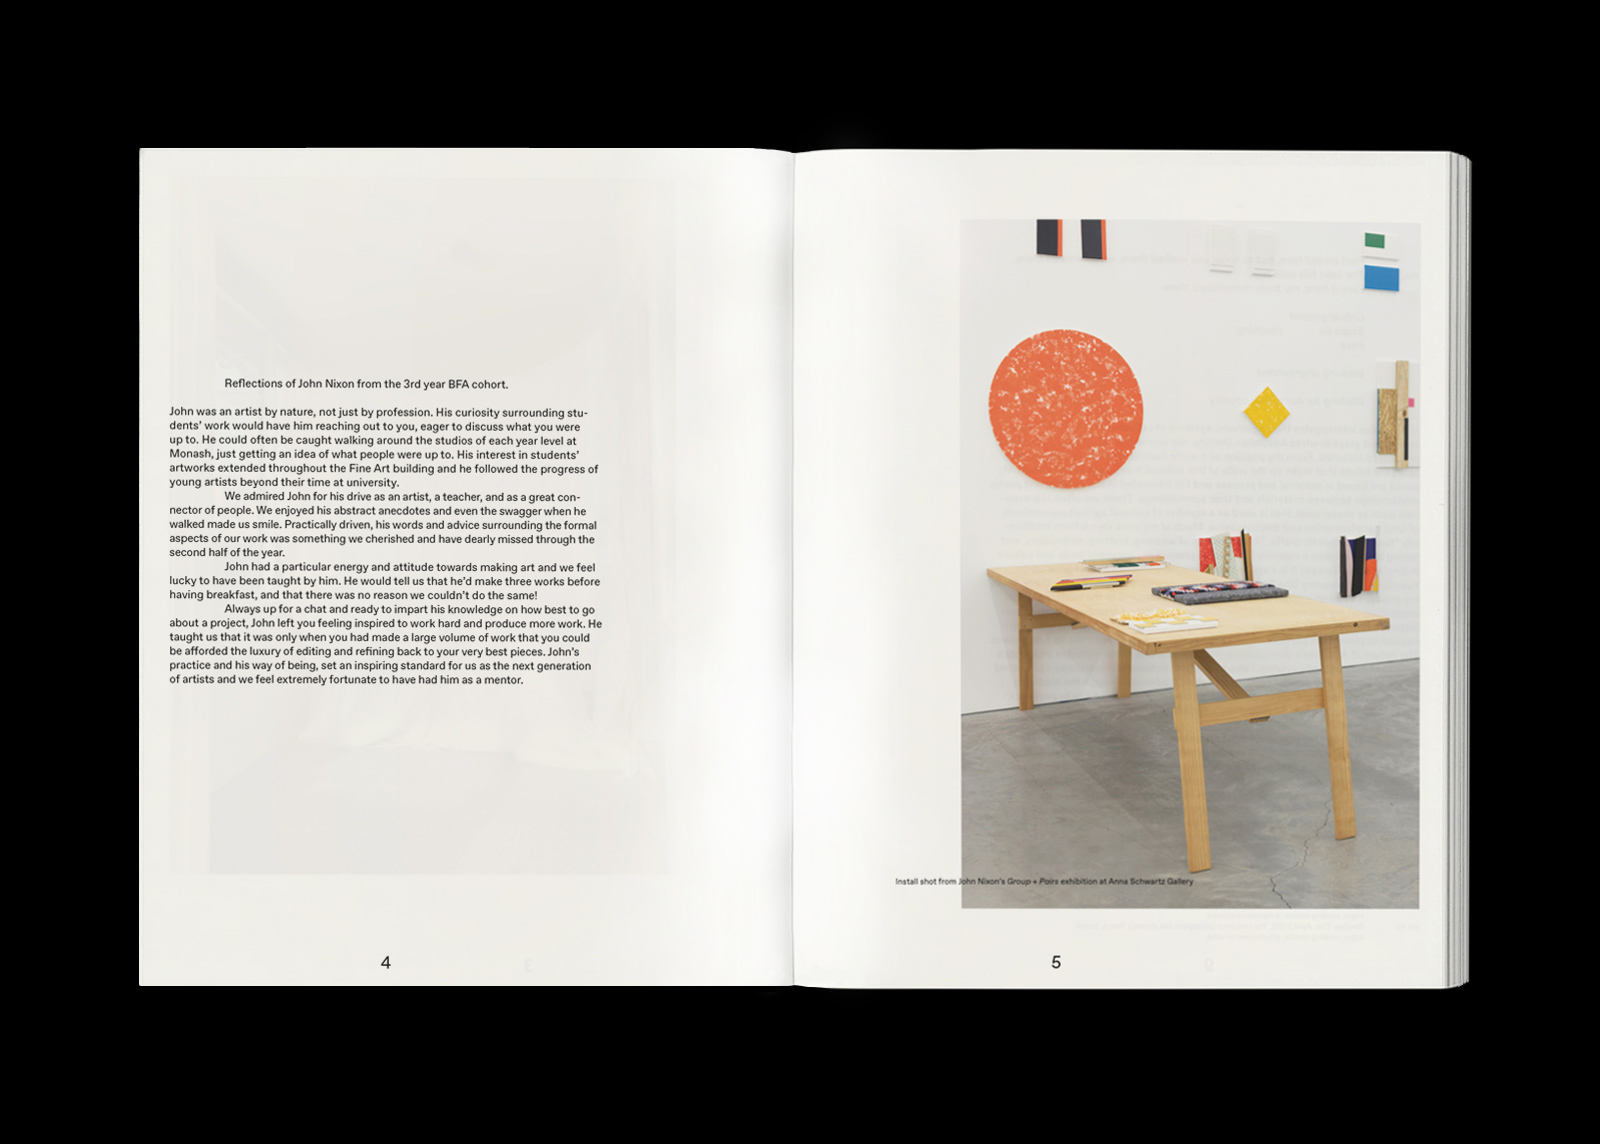 Reflections of John Nixon from the 3rd year BFA cohort.
John was an artist by nature, not just by profession. His curiosity surrounding stu-
dents' work would have him reaching out to you, eager to discuss what you were
up to. He could often be caught walking around the studios of each year level at
Monash, just getting an idea of what people were up to. His interest in students'
artworks extended throughout the Fine Art building and he followed the progress of
young artists beyond their time at university.
We admired John for his drive as an artist, a teacher, and as a great con-
nector of people. We enjoyed his abstract anecdotes and even the swagger when he
walked made us smile. Practically driven, his words and advice surrounding the formal
aspects of our work was something we cherished and have dearly missed through the
second half of the year.
John had a particular energy and attitude towards making art and we feel
lucky to have been taught by him. He would tell us that he'd make three works before
having breakfast, and that there was no reason we couldn't do the same!
Always up for a chat and ready to impart his knowledge on how best to go
about a project, John left you feeling inspired to work hard and produce more work. He
taught us that it was only when you had made a large volume of work that you could
be afforded the luxury of editing and refining back to your very best pieces. John's
practice and his way of being, set an inspiring standard for us as the next generation
of artists and we feel extremely fortunate to have had him as a mentor.
4
Install shot from John Nixon's Group + Pairs exhibition at Anna Schwartz Gallery
5